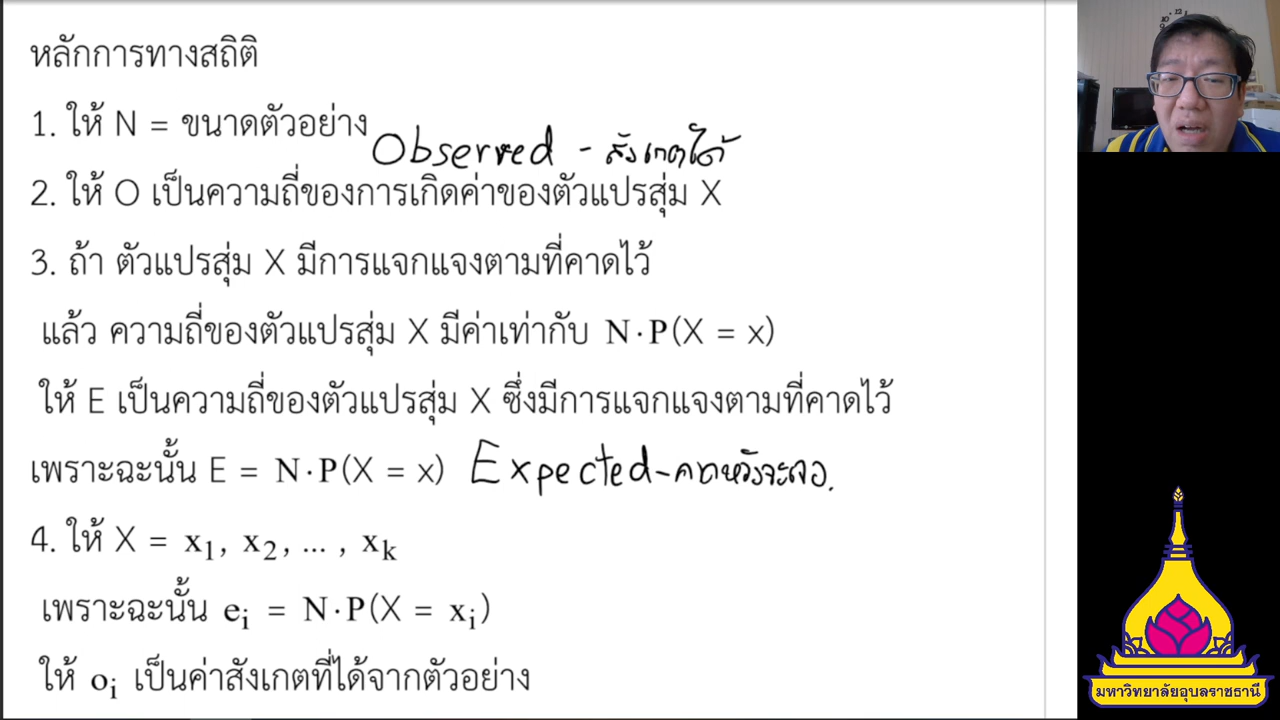 หลักการทางสถิติ
1. ให้ N = ขนาดตัวอย่าง
Observed - สังเกตได้
2. ให้ O เป็นความถี่ของการเกิดค่าของตัวแปรสุ่ม X
3. ถ้า ตัวแปรสุ่ม X มีการแจกแจงตามที่คาดไว้
แล้ว ความถี่ของตัวแปรสุ่ม X มีค่าเท่ากับ N·P(X = x)
ให้ E เป็นความถี่ของตัวแปรสุ่ม X ซึ่งมีการแจกแจงตามที่คาดไว้
เพราะฉะนั้น E = N·P(X = x) Expected-คาดหวังจะเจอ.
4. ให้ X = x₁, x₂, ... , xₖ
เพราะฉะนั้น eᵢ = N·P(X = xᵢ)
ให้ oᵢ เป็นค่าสังเกตที่ได้จากตัวอย่าง
มหาวิทยาลัยอุบลราชธานี